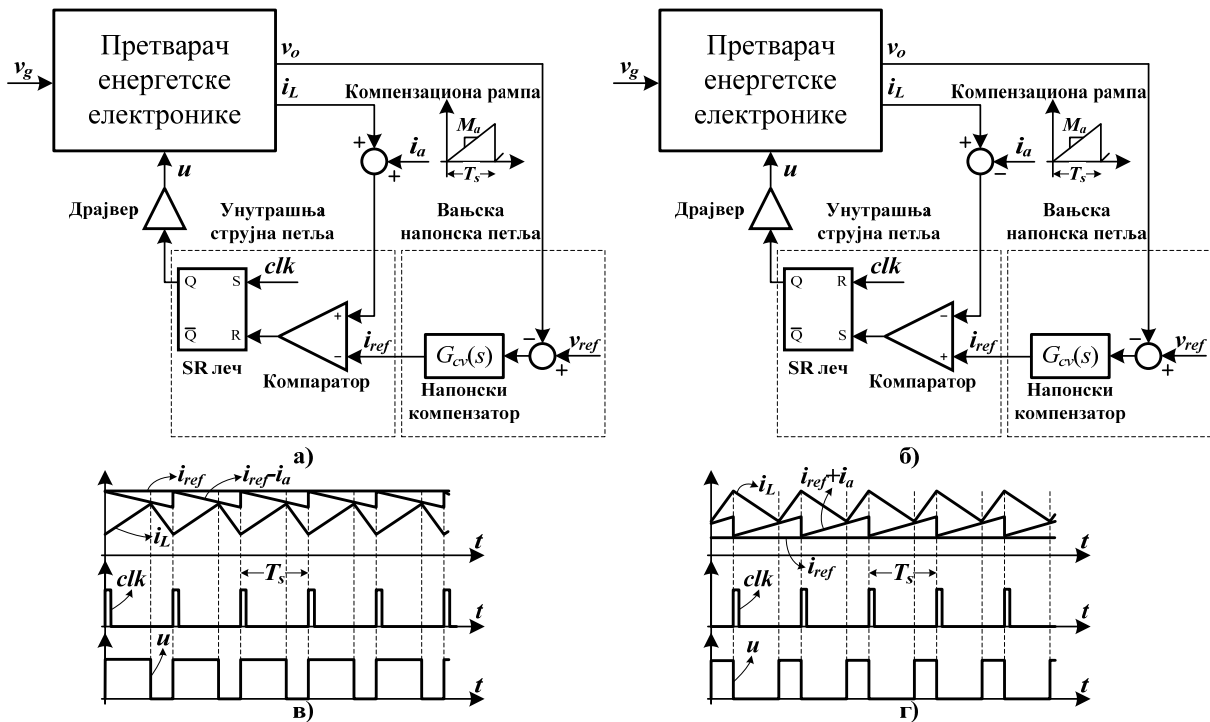 Претварач
енергетске
електронике
v_g
v_o
i_L
Компензациона рампа
M_a
T_s
i_a
+
+
u
Драјвер
Унутрашња
струјна петља
Вањска
напонска петља
clk
Q
S
Q̅
R
SR леч
+
−
Компаратор
i_ref
G_cv(s)
Напонски
компензатор
−
+
v_ref
а)
Претварач
енергетске
електронике
v_g
v_o
i_L
Компензациона рампа
M_a
T_s
i_a
+
−
u
Драјвер
Унутрашња
струјна петља
Вањска
напонска петља
clk
Q
R
Q̅
S
SR леч
−
+
Компаратор
i_ref
G_cv(s)
Напонски
компензатор
−
+
v_ref
б)
i_ref
i_ref-i_a
i_L
t
clk
T_s
t
u
t
в)
i_L
i_ref+i_a
i_ref
t
clk
T_s
t
u
t
г)